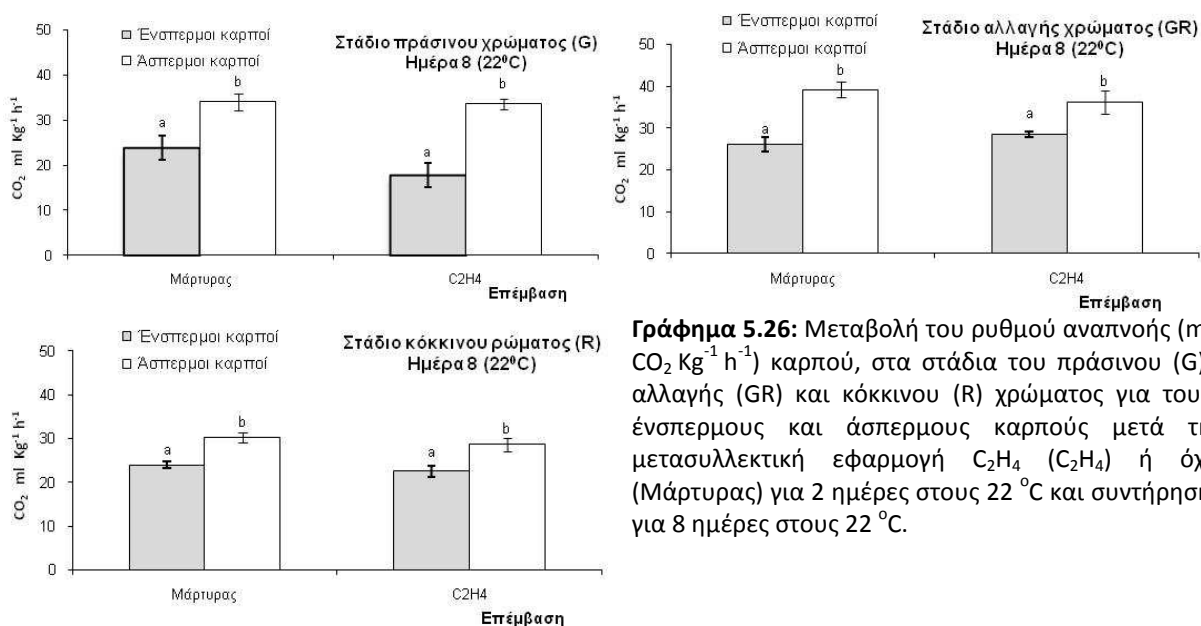 Ένσπερμοι καρποί
Άσπερμοι καρποί
Στάδιο πράσινου χρώματος (G)
Ημέρα 8 (22⁰C)
50
40
30
20
10
0
CO₂ ml Kg⁻¹ h⁻¹
a
b
a
b
Μάρτυρας
C2H4
Επέμβαση
Ένσπερμοι καρποί
Άσπερμοι καρποί
Στάδιο αλλαγής χρώματος (GR)
Ημέρα 8 (22⁰C)
50
40
30
20
10
0
CO₂ ml Kg⁻¹ h⁻¹
a
b
a
b
Μάρτυρας
C2H4
Επέμβαση
Ένσπερμοι καρποί
Άσπερμοι καρποί
Στάδιο κόκκινου ρώματος (R)
Ημέρα 8 (22⁰C)
50
40
30
20
10
0
CO₂ ml Kg⁻¹ h⁻¹
a
b
a
b
Μάρτυρας
C2H4
Επέμβαση
Γράφημα 5.26: Μεταβολή του ρυθμού αναπνοής (m
CO₂ Kg⁻¹ h⁻¹) καρπού, στα στάδια του πράσινου (G)
αλλαγής (GR) και κόκκινου (R) χρώματος για του
ένσπερμους και άσπερμους καρπούς μετά τη
μετασυλλεκτική εφαρμογή C₂H₄ (C₂H₄) ή όχ
(Μάρτυρας) για 2 ημέρες στους 22 ᵒC και συντήρηση
για 8 ημέρες στους 22 ᵒC.